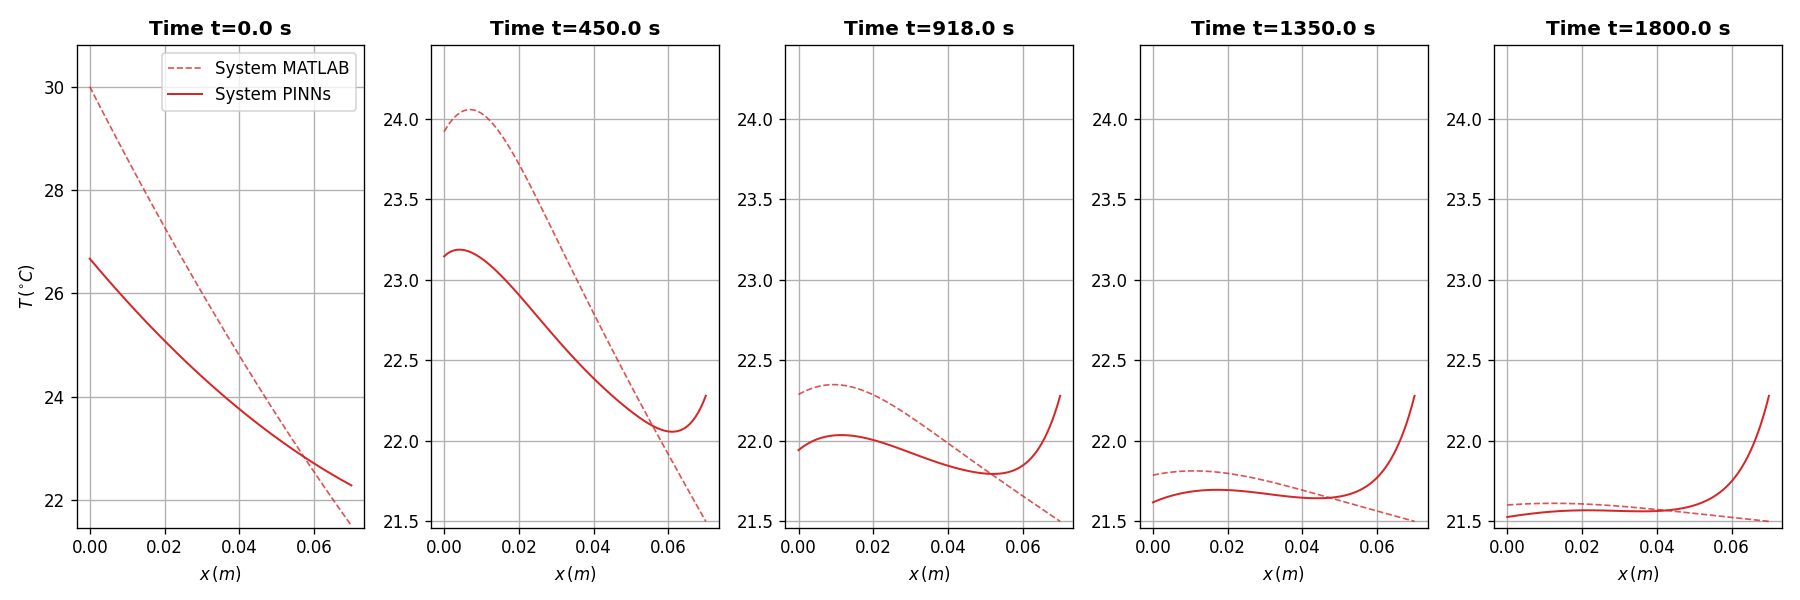 Time t=0.0 s
Time t=450.0 s
Time t=918.0 s
Time t=1350.0 s
Time t=1800.0 s
System MATLAB
System PINNs
T (°C)
30
28
26
24
22
0.00 0.02 0.04 0.06
x (m)
24.0
23.5
23.0
22.5
22.0
21.5
0.00 0.02 0.04 0.06
x (m)
24.0
23.5
23.0
22.5
22.0
21.5
0.00 0.02 0.04 0.06
x (m)
24.0
23.5
23.0
22.5
22.0
21.5
0.00 0.02 0.04 0.06
x (m)
24.0
23.5
23.0
22.5
22.0
21.5
0.00 0.02 0.04 0.06
x (m)